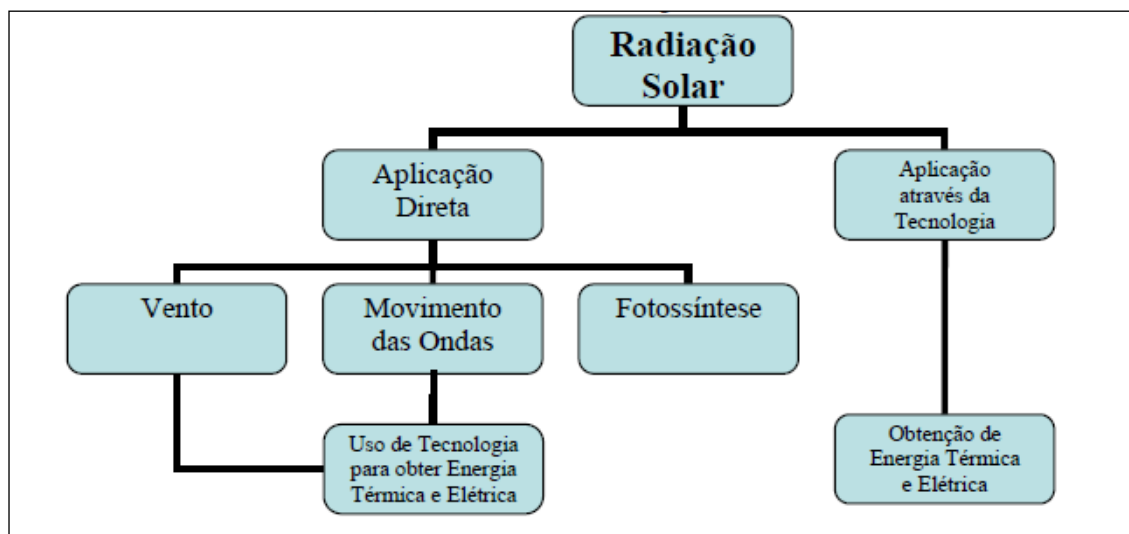 Radiação
Solar
Aplicação
Direta
Aplicação
através da
Tecnologia
Vento
Movimento
das Ondas
Fotossíntese
Uso de Tecnologia
para obter Energia
Térmica e Elétrica
Obtenção de
Energia Térmica
e Elétrica